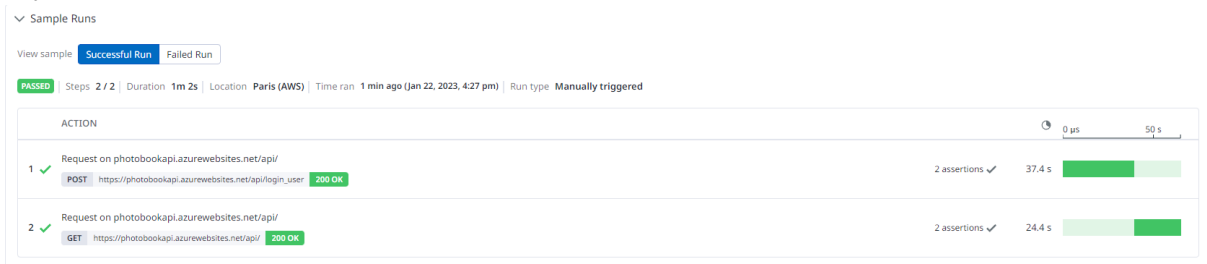 Sample Runs
View sample Successful Run Failed Run
PASSED Steps 2 / 2 Duration 1m 2s Location Paris (AWS) Time ran 1 min ago (Jan 22, 2023, 4:27 pm) Run type Manually triggered
ACTION 0 µs 50 s
Request on photobookapi.azurewebsites.net/api/
1 2 assertions 37.4 s
POST https://photobookapi.azurewebsites.net/api/login_user 200 OK
Request on photobookapi.azurewebsites.net/api/
2 2 assertions 24.4 s
GET https://photobookapi.azurewebsites.net/api/ 200 OK